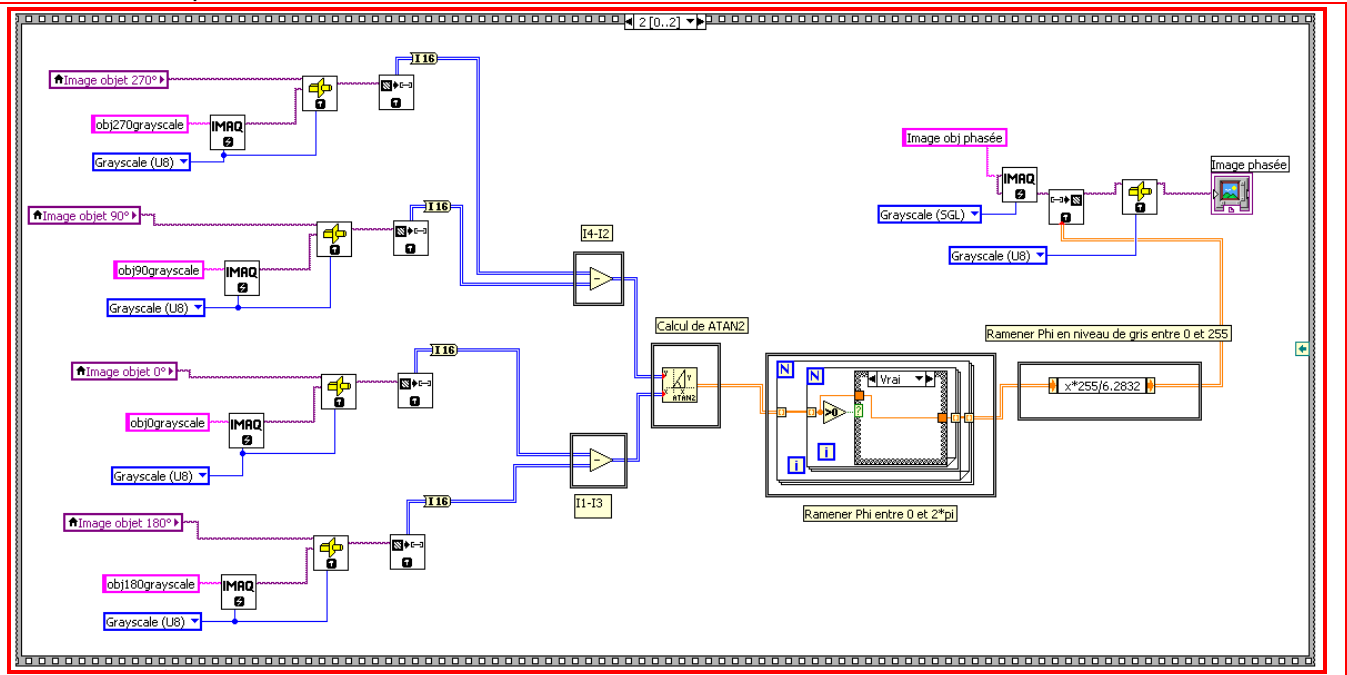 2 [0..2]
Image objet 270°
I16
obj270grayscale
IMAQ
Grayscale (U8)
Image objet 90°
I16
obj90grayscale
IMAQ
Grayscale (U8)
I4-I2
Image objet 0°
I16
obj0grayscale
IMAQ
Grayscale (U8)
I1-I3
Image objet 180°
I16
obj180grayscale
IMAQ
Grayscale (U8)
Calcul de ATAN2
Y
X
ATAN2
N
N
Vrai
>0
?
i
i
Ramener Phi entre 0 et 2*pi
Ramener Phi en niveau de gris entre 0 et 255
x*255/6.2832
Image obj phasée
IMAQ
Grayscale (SGL)
Grayscale (U8)
Image phasée